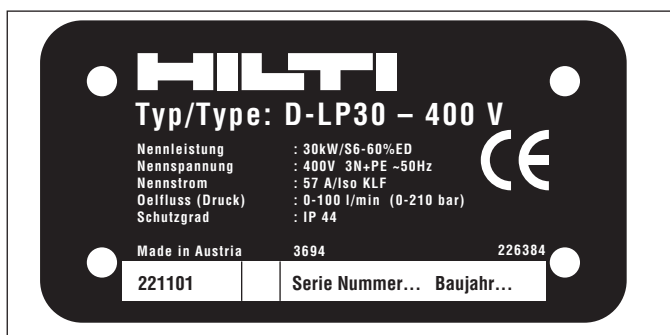 HILTI
Typ/Type: D-LP30 – 400 V
Nennleistung : 30kW/S6-60%ED
Nennspannung : 400V 3N+PE ~50Hz
Nennstrom : 57 A/Iso KLF
Oelfluss (Druck) : 0-100 l/min (0-210 bar)
Schutzgrad : IP 44
CE
Made in Austria 3694 226384
221101 Serie Nummer... Baujahr...